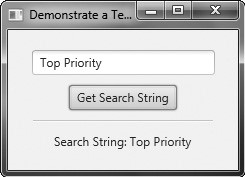 Demonstrate a Te...
Top Priority
Get Search String
Search String: Top Priority